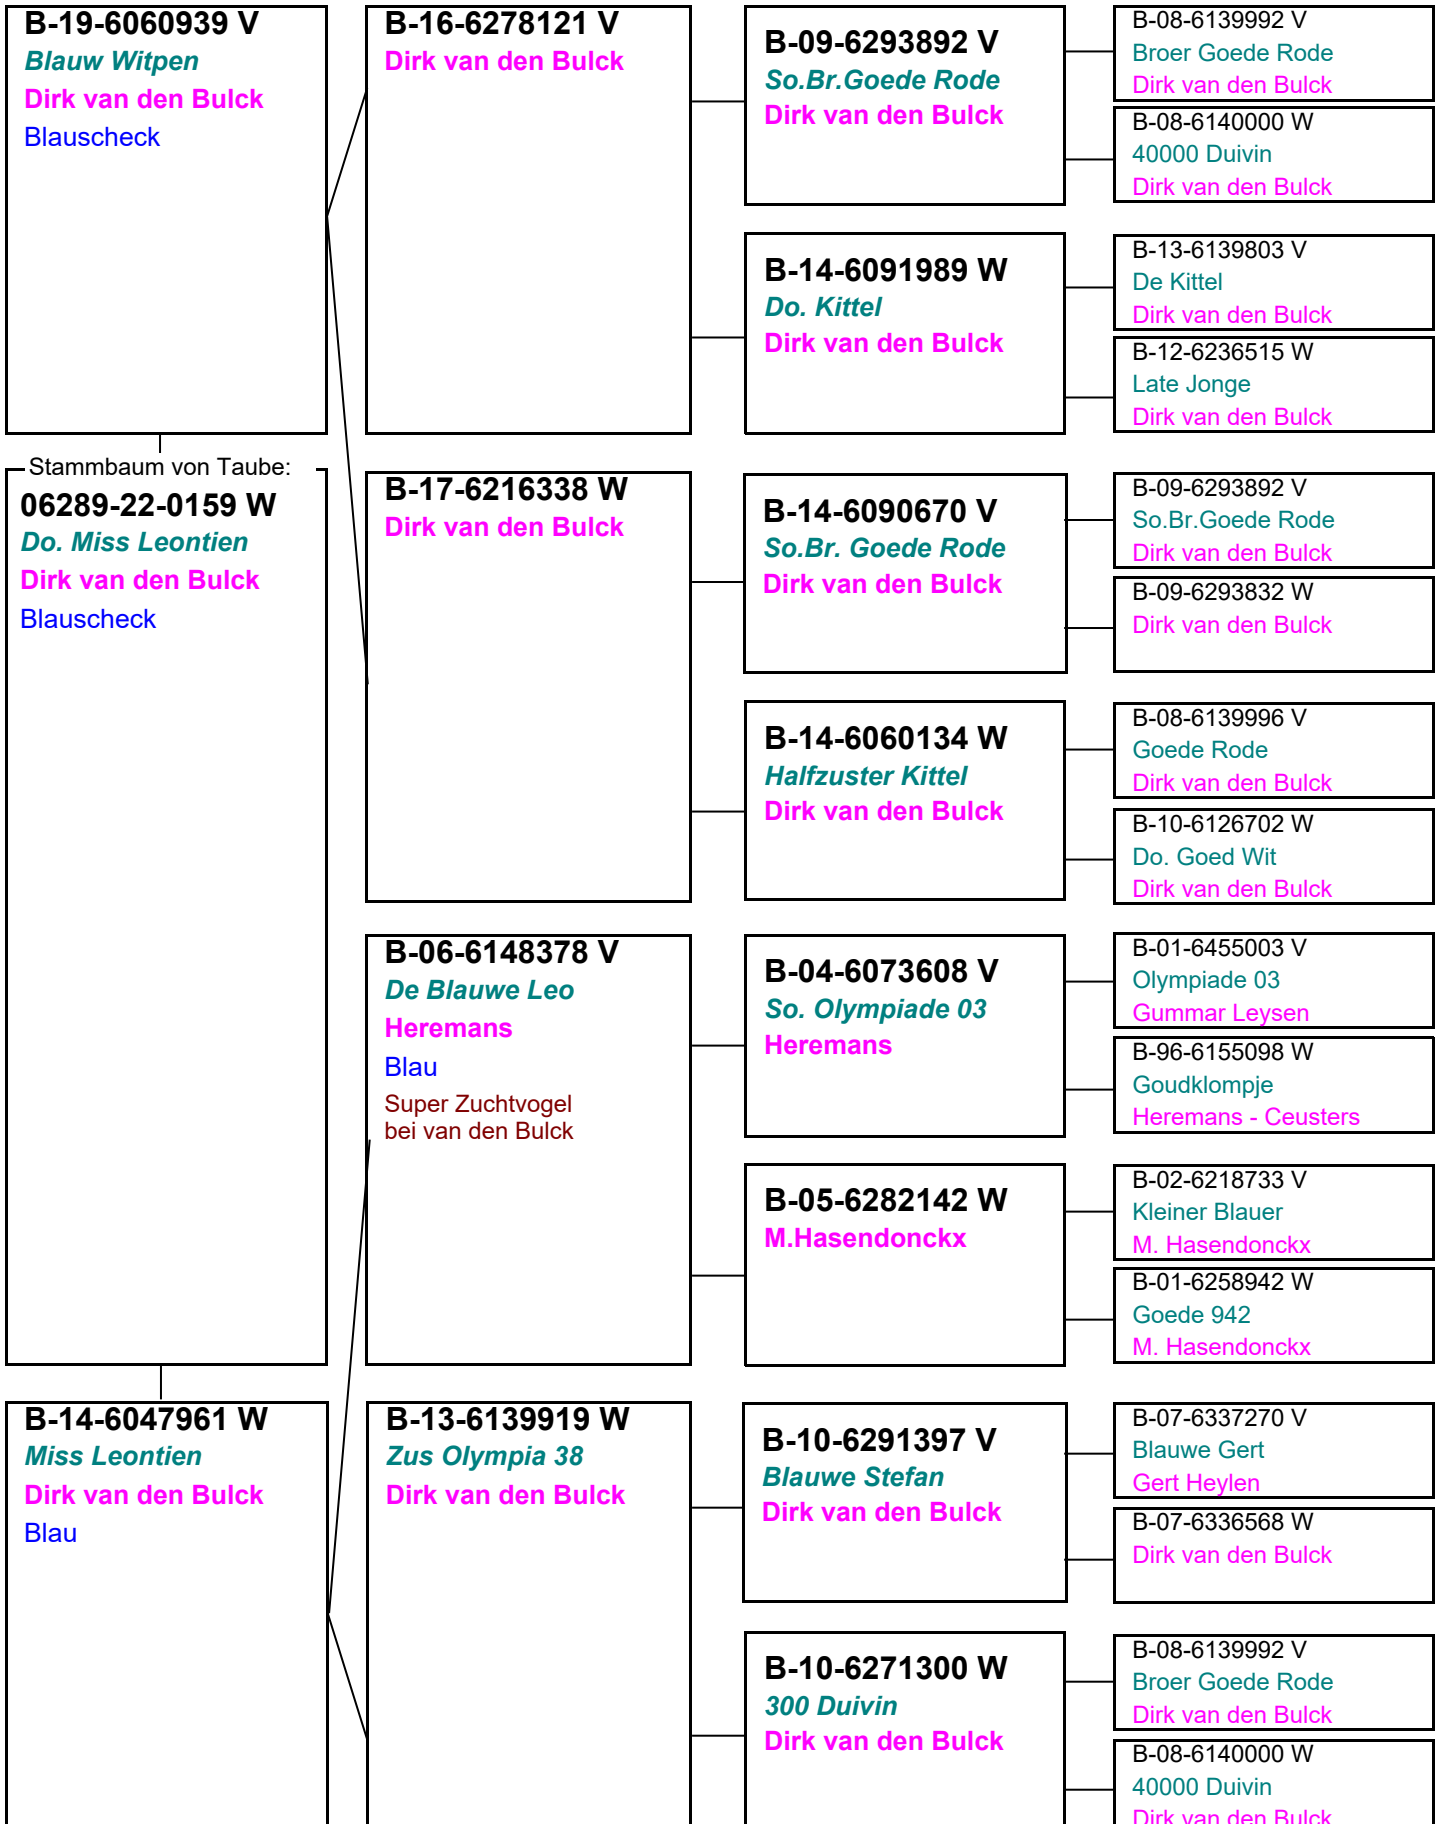 B-19-6060939 V
Blauw Witpen
Dirk van den Bulck
Blauscheck
Stammbaum von Taube:
06289-22-0159 W
Do. Miss Leontien
Dirk van den Bulck
Blauscheck
B-14-6047961 W
Miss Leontien
Dirk van den Bulck
Blau
B-16-6278121 V
Dirk van den Bulck
B-17-6216338 W
Dirk van den Bulck
B-06-6148378 V
De Blauwe Leo
Heremans
Blau
Super Zuchtvogel
bei van den Bulck
B-13-6139919 W
Zus Olympia 38
Dirk van den Bulck
B-09-6293892 V
So.Br.Goede Rode
Dirk van den Bulck
B-14-6091989 W
Do. Kittel
Dirk van den Bulck
B-14-6090670 V
So.Br. Goede Rode
Dirk van den Bulck
B-14-6060134 W
Halfzuster Kittel
Dirk van den Bulck
B-04-6073608 V
So. Olympiade 03
Heremans
B-05-6282142 W
M.Hasendonckx
B-10-6291397 V
Blauwe Stefan
Dirk van den Bulck
B-10-6271300 W
300 Duivin
Dirk van den Bulck
B-08-6139992 V
Broer Goede Rode
Dirk van den Bulck
B-08-6140000 W
40000 Duivin
Dirk van den Bulck
B-13-6139803 V
De Kittel
Dirk van den Bulck
B-12-6236515 W
Late Jonge
Dirk van den Bulck
B-09-6293892 V
So.Br.Goede Rode
Dirk van den Bulck
B-09-6293832 W
Dirk van den Bulck
B-08-6139996 V
Goede Rode
Dirk van den Bulck
B-10-6126702 W
Do. Goed Wit
Dirk van den Bulck
B-01-6455003 V
Olympiade 03
Gummar Leysen
B-96-6155098 W
Goudklompje
Heremans - Ceusters
B-02-6218733 V
Kleiner Blauer
M. Hasendonckx
B-01-6258942 W
Goede 942
M. Hasendonckx
B-07-6337270 V
Blauwe Gert
Gert Heylen
B-07-6336568 W
Dirk van den Bulck
B-08-6139992 V
Broer Goede Rode
Dirk van den Bulck
B-08-6140000 W
40000 Duivin
Dirk van den Bulck